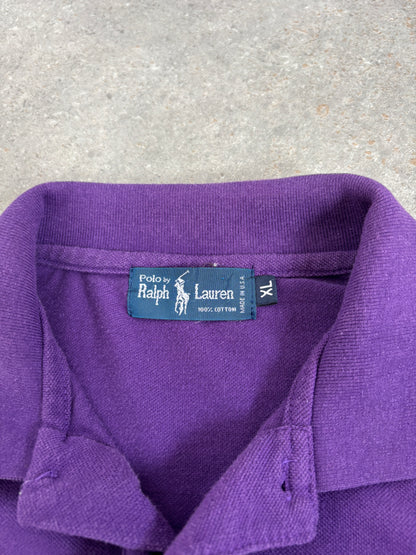 Polo by
Ralph Lauren
100% COTTON
MADE IN U.S.A.
XL